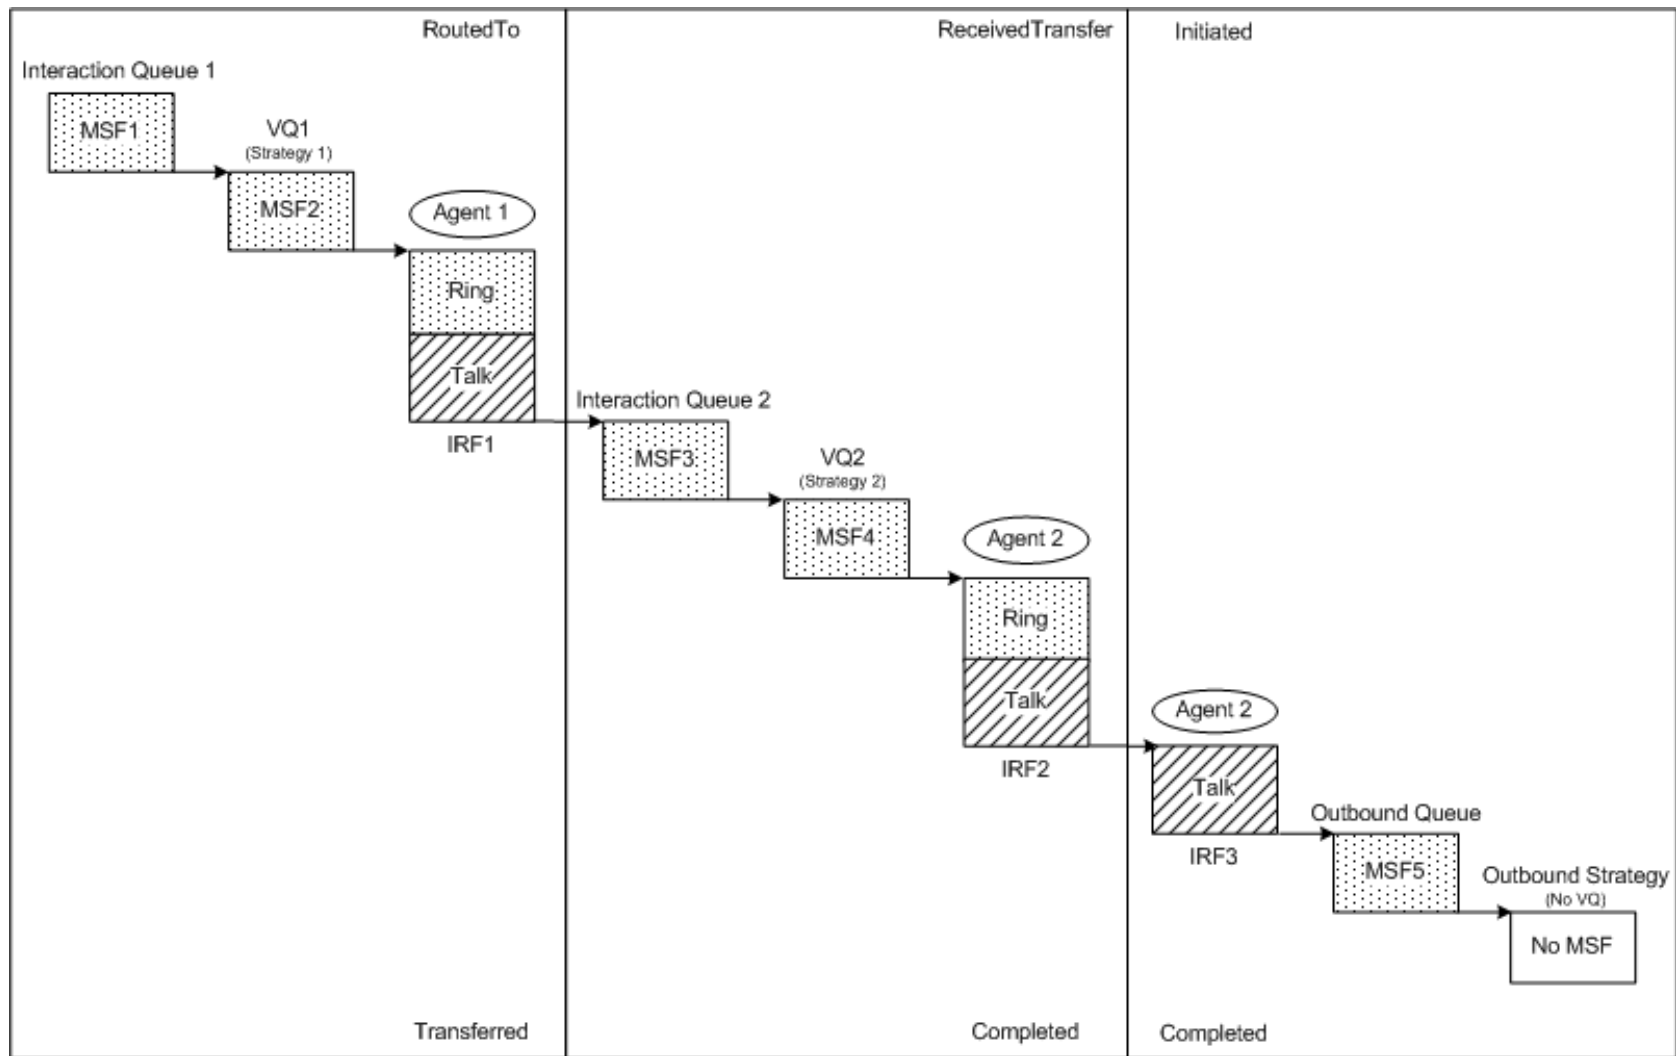 RoutedTo
Interaction Queue 1
MSF1
VQ1
(Strategy 1)
MSF2
Agent 1
Ring
Talk
IRF1
Transferred
ReceivedTransfer
Interaction Queue 2
MSF3
VQ2
(Strategy 2)
MSF4
Agent 2
Ring
Talk
IRF2
Completed
Initiated
Agent 2
Talk
IRF3
Outbound Queue
MSF5
Outbound Strategy
(No VQ)
No MSF
Completed